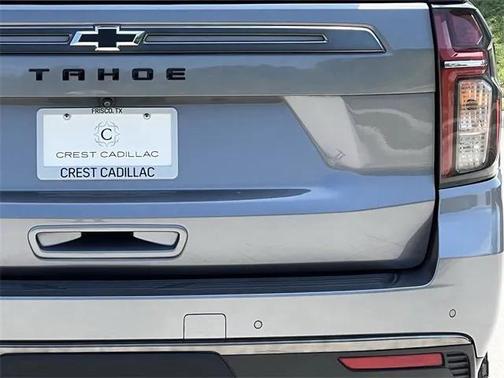 TAHOE
FRISCO, TX
C
CREST CADILLAC
CREST CADILLAC